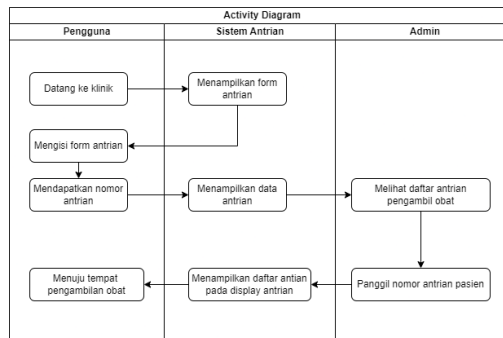 Activity Diagram
Pengguna
Sistem Antrian
Admin
Datang ke klinik
Menampilkan form
antrian
Mengisi form antrian
Mendapatkan nomor
antrian
Menampilkan data
antrian
Melihat daftar antrian
pengambil obat
Menuju tempat
pengambilan obat
Menampilkan daftar antian
pada display antrian
Panggil nomor antrian pasien